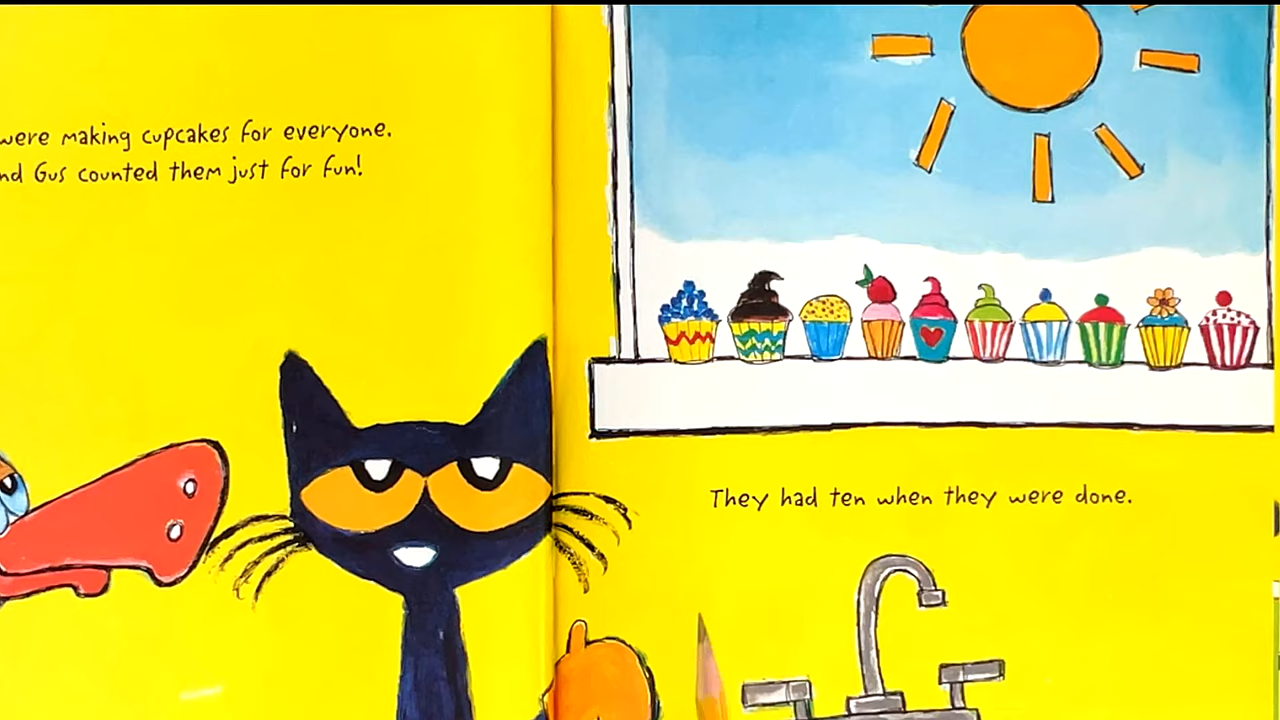 were making cupcakes for everyone.
nd Gus counted them just for fun!
They had ten when they were done.